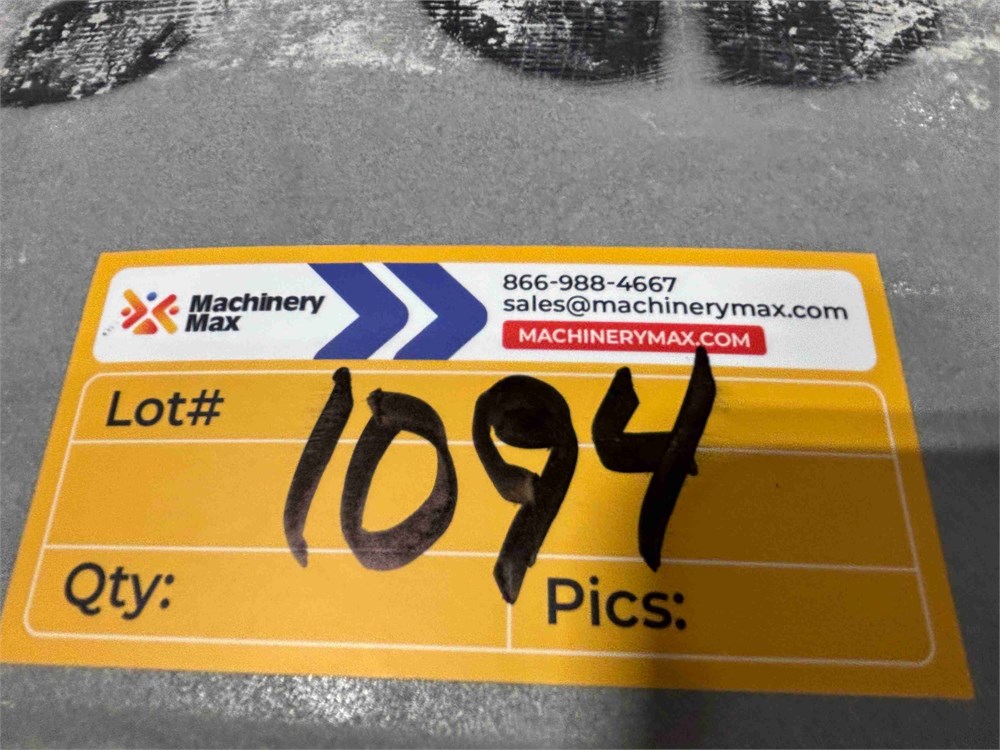 Machinery
Max
866-988-4667
sales@machinerymax.com
MACHINERYMAX.COM
Lot#
1094
Qty:
Pics: